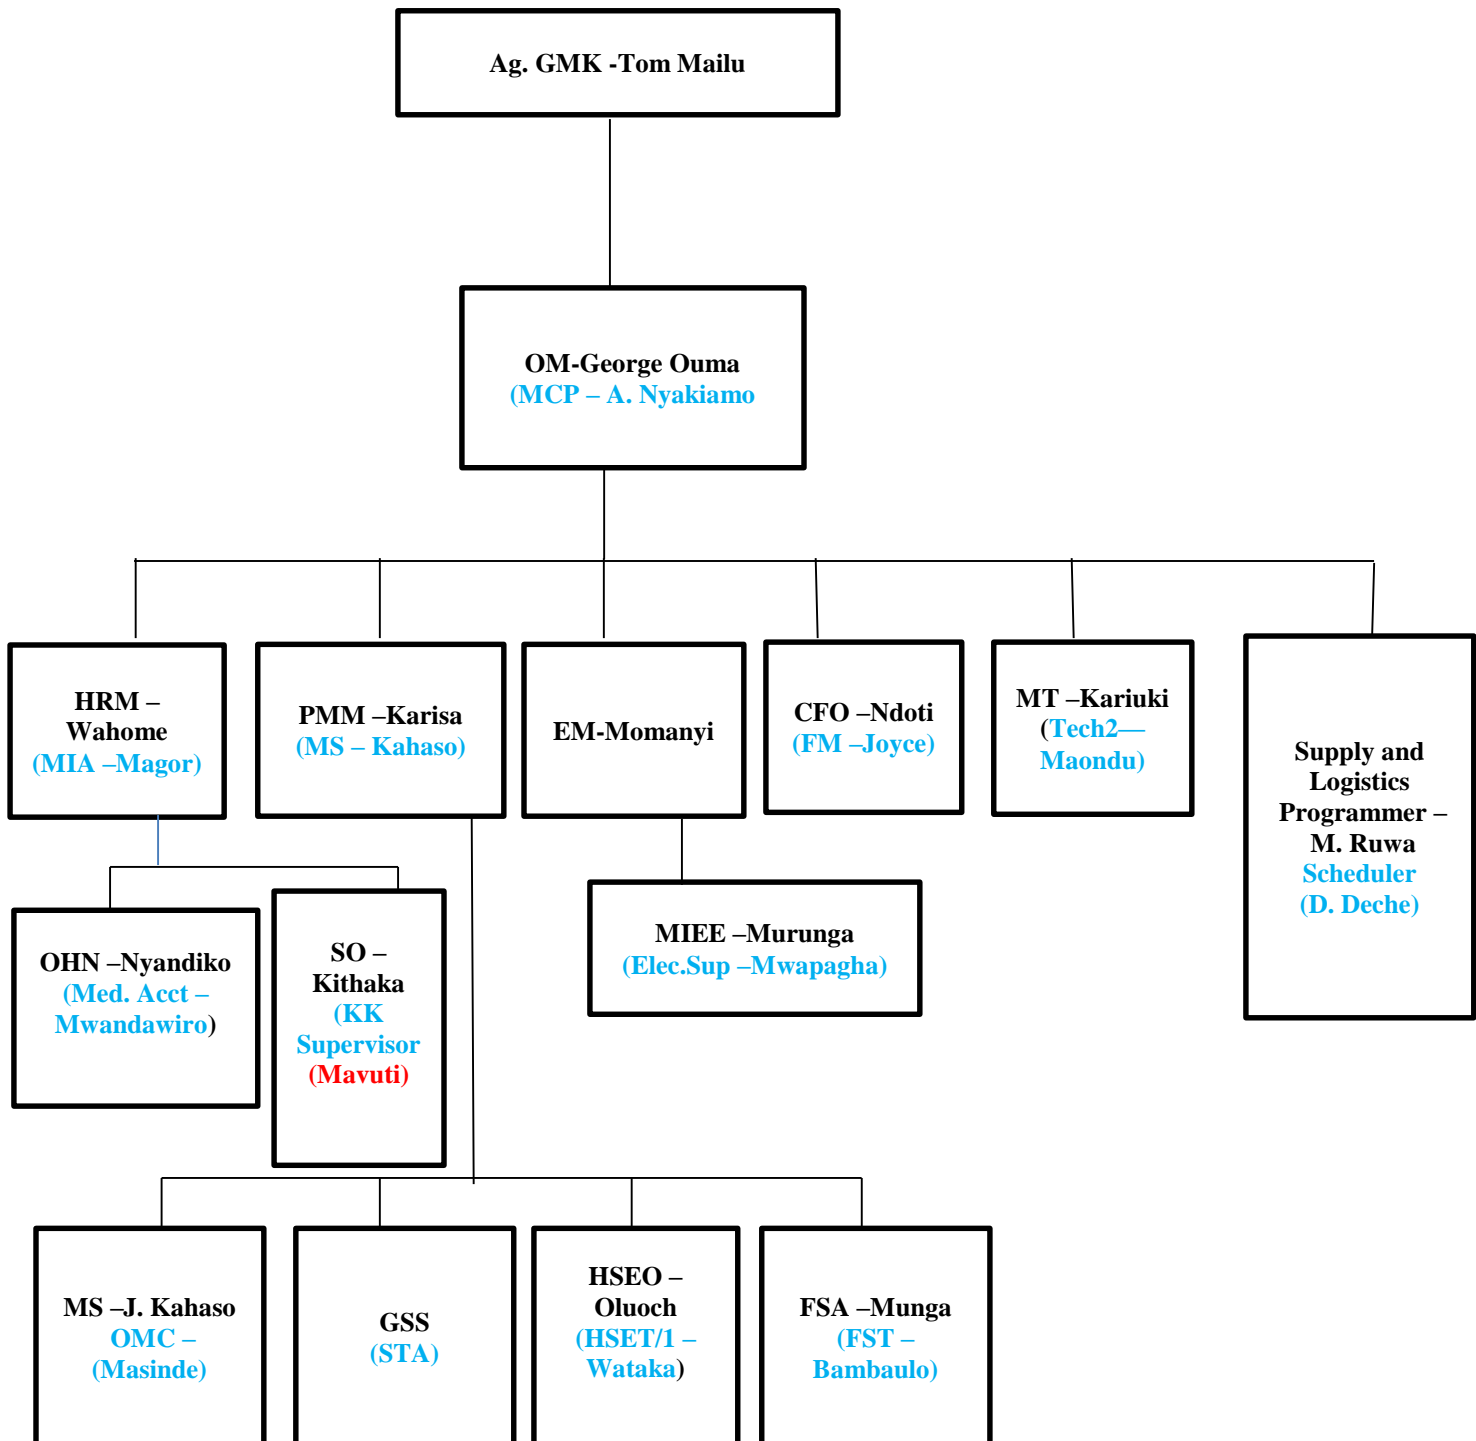 Ag. GMK -Tom Mailu
OM-George Ouma
(MCP – A. Nyakiamo
HRM –
Wahome
(MIA –Magor)
PMM –Karisa
(MS – Kahaso)
EM-Momanyi
CFO –Ndoti
(FM –Joyce)
MT –Kariuki
(Tech2—
Maondu)
Supply and
Logistics
Programmer –
M. Ruwa
Scheduler
(D. Deche)
OHN –Nyandiko
(Med. Acct –
Mwandawiro)
SO –
Kithaka
(KK
Supervisor
(Mavuti)
MIEE –Murunga
(Elec.Sup –Mwapagha)
MS –J. Kahaso
OMC –
(Masinde)
GSS
(STA)
HSEO –
Oluoch
(HSET/1 –
Wataka)
FSA –Munga
(FST –
Bambaulo)